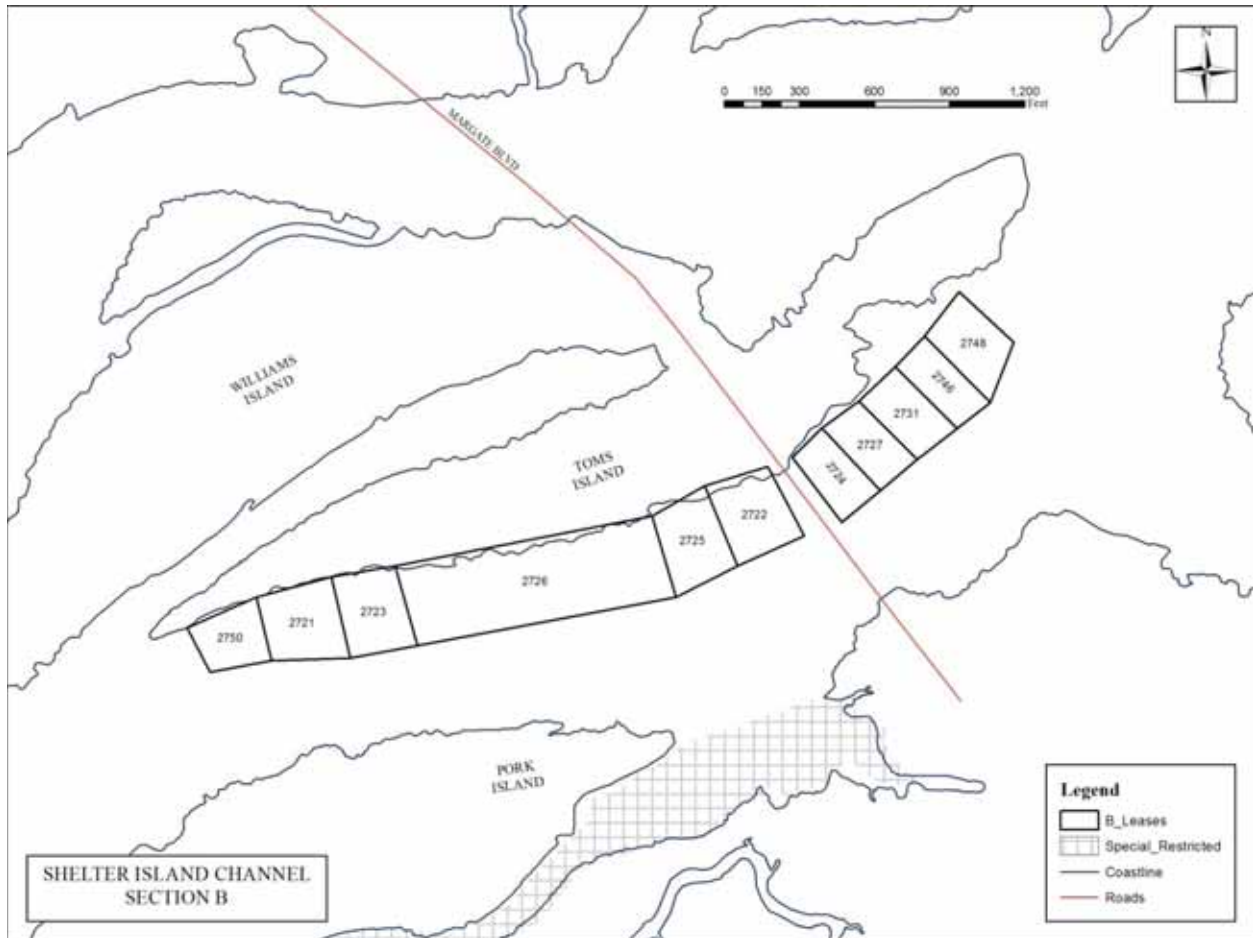 N
0 150 300 600 900 1,200
Feet
MARGATE BLVD
WILLIAMS
ISLAND
TOMS
ISLAND
2748
2746
2731
2727
2724
2722
2725
2726
2723
2721
2750
PORK
ISLAND
Legend
B_Leases
Special_Restricted
Coastline
Roads
SHELTER ISLAND CHANNEL
SECTION B